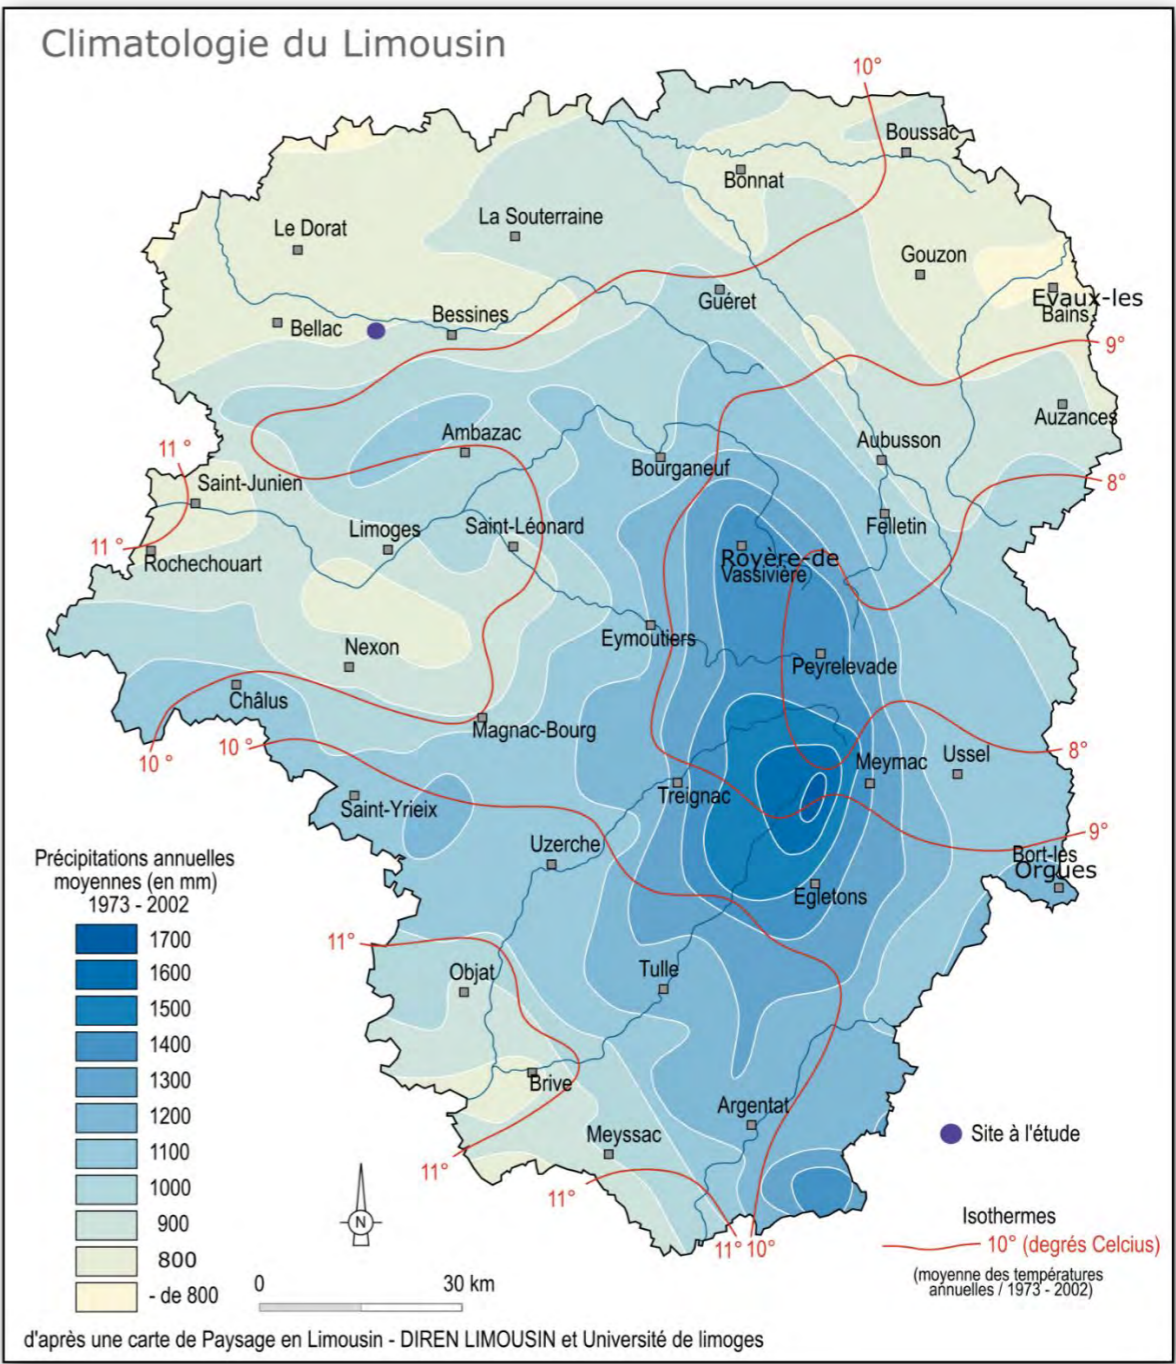 Climatologie du Limousin
10°
Boussac
Bonnat
La Souterraine
Le Dorat
Gouzon
Guéret
Evaux-les
Bains
Bessines
Bellac
9°
Auzances
Ambazac
Aubusson
11 °
Bourganeuf
8°
Saint-Junien
Limoges
Saint-Léonard
Felletin
11 °
Rochechouart
Royère-de
Vassivière
Eymoutiers
Nexon
Peyrelevade
Châlus
Magnac-Bourg
10 °
8°
10 °
Meymac
Ussel
Treignac
Saint-Yrieix
9°
Uzerche
Bort-les
Orgues
Egletons
Précipitations annuelles
moyennes (en mm)
1973 - 2002
1700
1600
1500
1400
1300
1200
1100
1000
900
800
- de 800
11°
Objat
Tulle
Brive
Argentat
Meyssac
11°
11°
11°
10°
N
Site à l'étude
Isothermes
10° (degrés Celcius)
(moyenne des températures
annuelles / 1973 - 2002)
0
30 km
d'après une carte de Paysage en Limousin - DIREN LIMOUSIN et Université de limoges